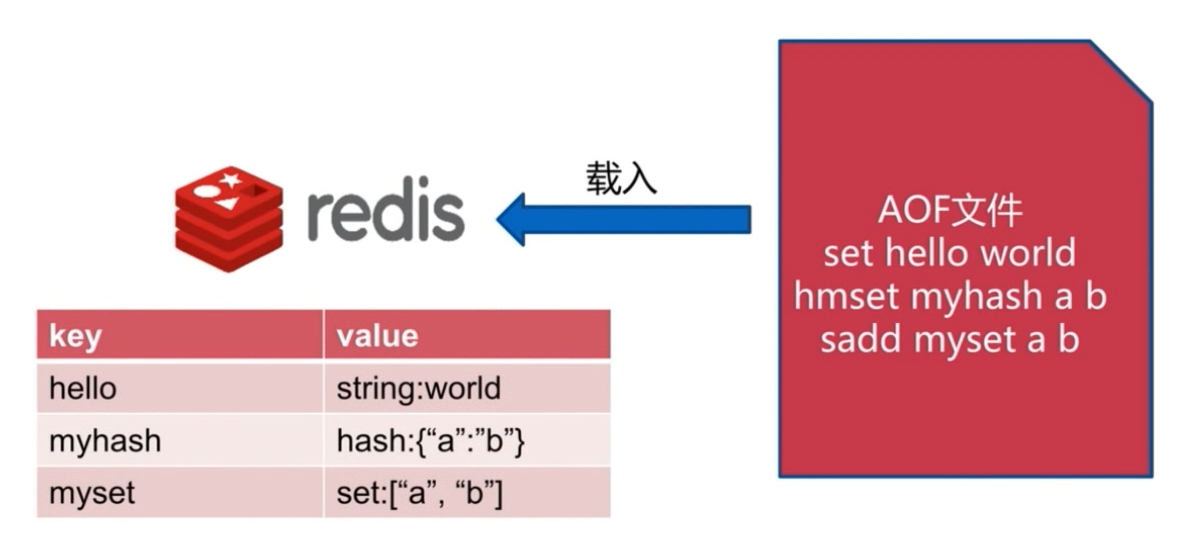 载入
redis
AOF文件
set hello world
hmset myhash a b
sadd myset a b
key value
hello string:world
myhash hash:{“a”:”b”}
myset set:[“a”, “b”]